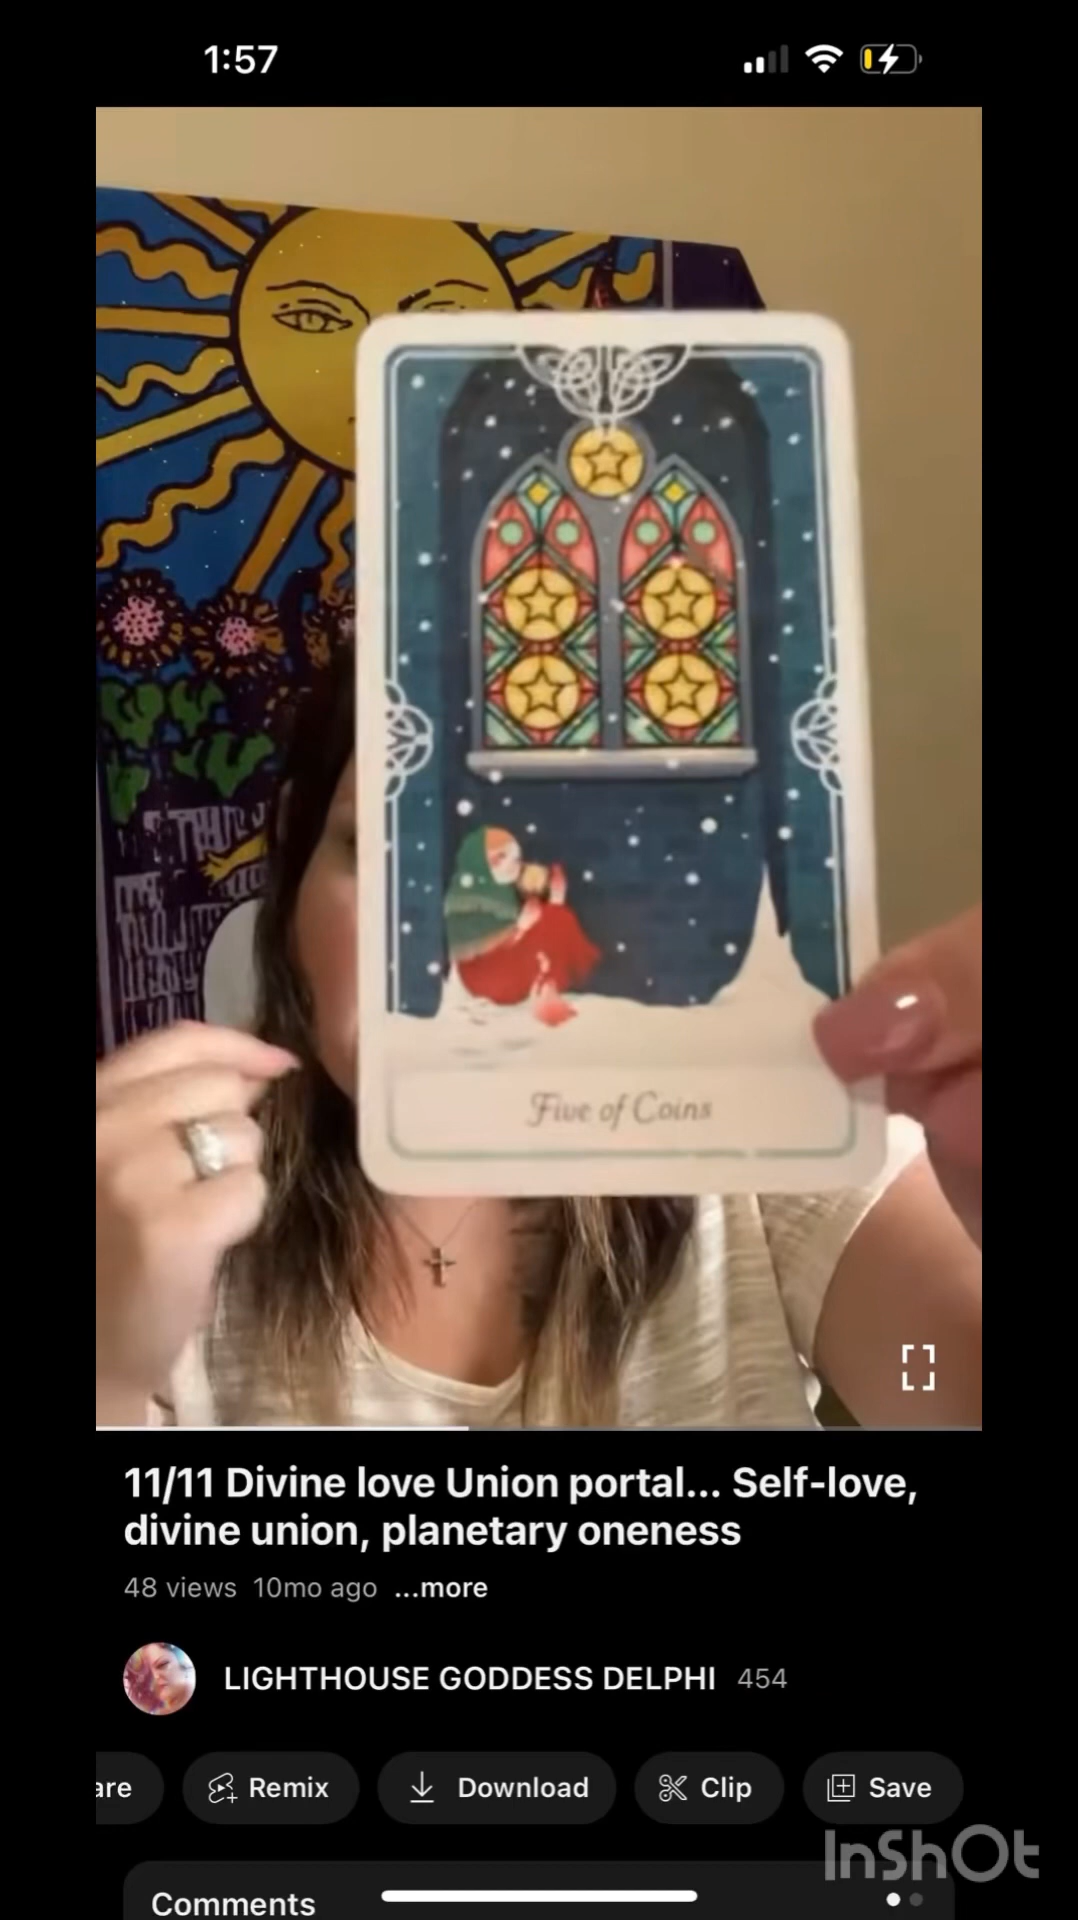 1:57
Five of Coins
11/11 Divine love Union portal... Self-love,
divine union, planetary oneness
48 views 10mo ago ...more
LIGHTHOUSE GODDESS DELPHI 454
are Remix Download Clip Save
InShOt
Comments